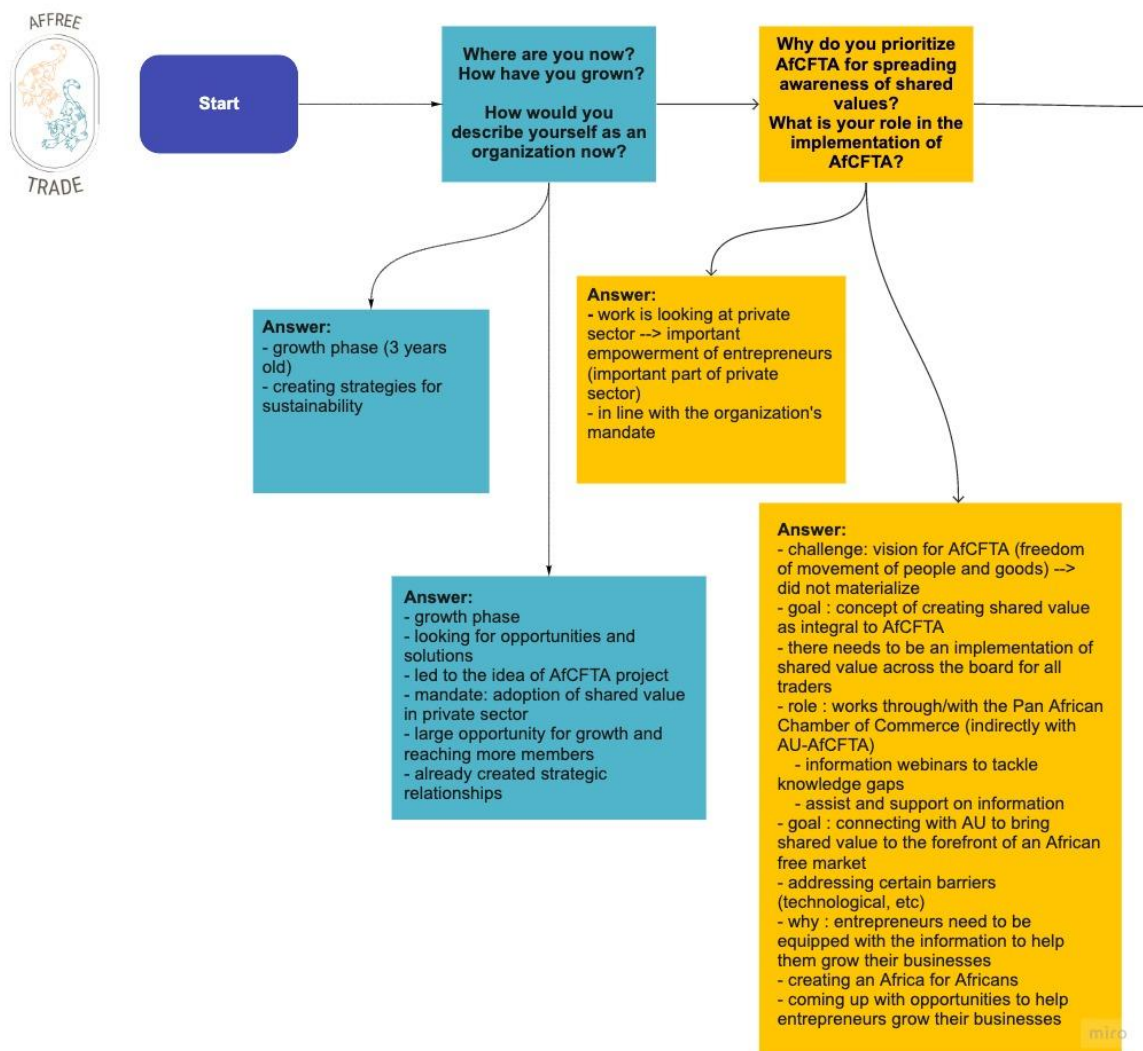 AFFREE
TRADE
Start
Where are you now?
How have you grown?
How would you
describe yourself as an
organization now?
Why do you prioritize
AfCFTA for spreading
awareness of shared
values?
What is your role in the
implementation of
AfCFTA?
Answer:
- growth phase (3 years
old)
- creating strategies for
sustainability
Answer:
- work is looking at private
sector --> important
empowerment of entrepreneurs
(important part of private
sector)
- in line with the organization's
mandate
Answer:
- growth phase
- looking for opportunities and
solutions
- led to the idea of AfCFTA project
- mandate: adoption of shared value
in private sector
- large opportunity for growth and
reaching more members
- already created strategic
relationships
Answer:
- challenge: vision for AfCFTA (freedom
of movement of people and goods) -->
did not materialize
- goal : concept of creating shared value
as integral to AfCFTA
- there needs to be an implementation of
shared value across the board for all
traders
- role : works through/with the Pan African
Chamber of Commerce (indirectly with
AU-AfCFTA)
- information webinars to tackle
knowledge gaps
- assist and support on information
- goal : connecting with AU to bring
shared value to the forefront of an African
free market
- addressing certain barriers
(technological, etc)
- why : entrepreneurs need to be
equipped with the information to help
them grow their businesses
- creating an Africa for Africans
- coming up with opportunities to help
entrepreneurs grow their businesses
miro